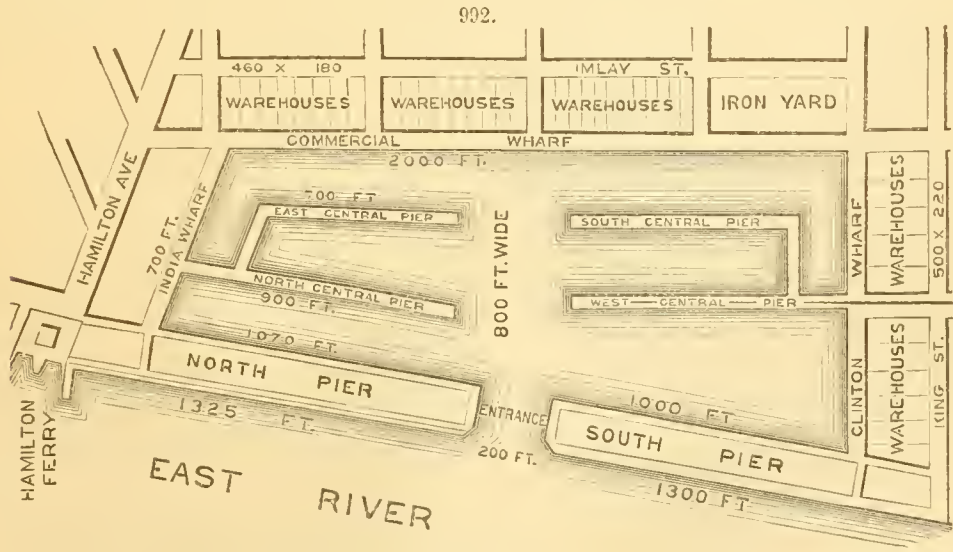 992.
460 X 180
IMLAY ST.
WAREHOUSES
WAREHOUSES
WAREHOUSES
IRON YARD
COMMERCIAL WHARF
2000 FT.
HAMILTON AVE
700 FT.
INDIA WHARF
700 FT
EAST CENTRAL PIER
SOUTH CENTRAL PIER
800 FT. WIDE
NORTH CENTRAL PIER
900 FT.
WEST CENTRAL PIER
CLINTON WHARF
WAREHOUSES
500 X 220
WAREHOUSES
KING ST.
1070 FT.
NORTH PIER
1325 FT.
ENTRANCE
200 FT.
1000 FT
SOUTH PIER
1300 FT
HAMILTON
FERRY
EAST RIVER